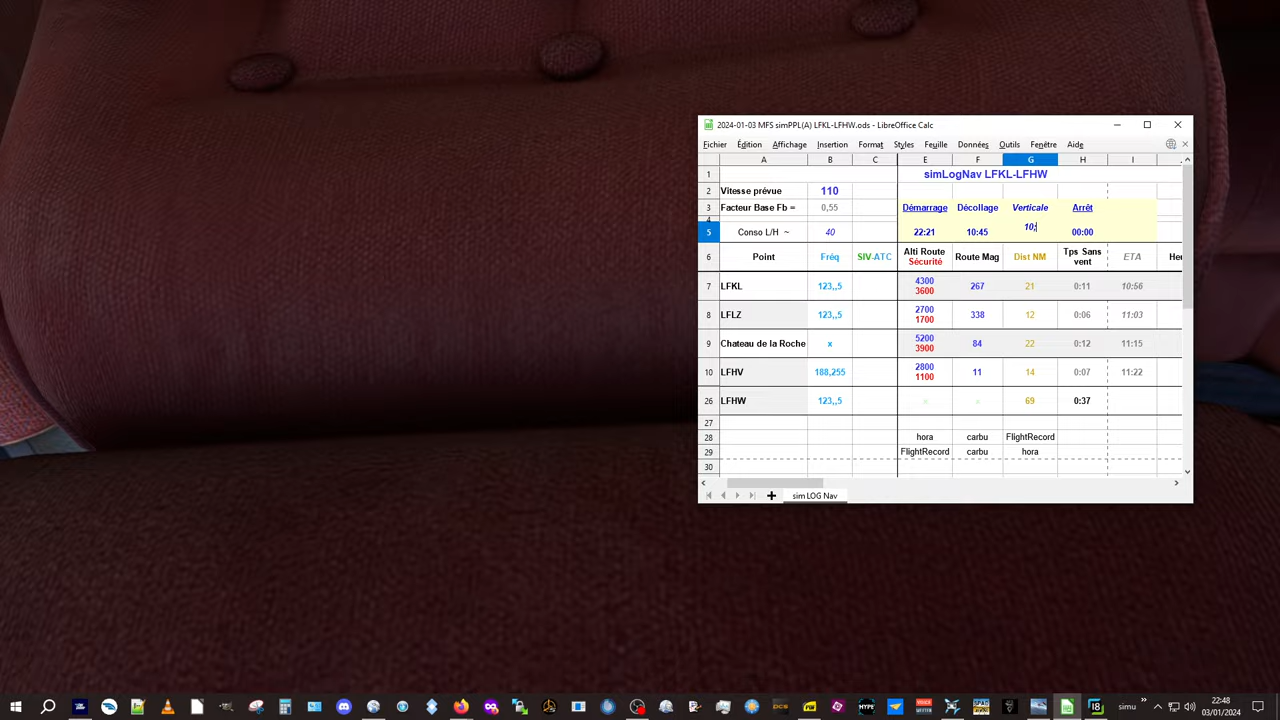 2024-01-03 MFS simPPL(A) LFKL-LFHW.ods - LibreOffice Calc
Fichier Édition Affichage Insertion Format Styles Feuille Données Outils Fenêtre Aide
A B C E F G H I
1 simLogNav LFKL-LFHW
2 Vitesse prévue 110
3 Facteur Base Fb = 0,55 Démarrage Décollage Verticale Arrêt
4
5 Conso L/H ~ 40 22:21 10:45 10; 00:00
6 Point Fréq SIV-ATC Alti Route Sécurité Route Mag Dist NM Tps Sans vent ETA Heu
7 LFKL 123,,5 4300 3600 267 21 0:11 10:56
8 LFLZ 123,,5 2700 1700 338 12 0:06 11:03
9 Chateau de la Roche x 5200 3900 84 22 0:12 11:15
10 LFHV 188,255 2800 1100 11 14 0:07 11:22
26 LFHW 123,,5 x x 69 0:37
27
28 hora carbu FlightRecord
29 FlightRecord carbu hora
30
sim LOG Nav
simu
22:48
03/01/2024